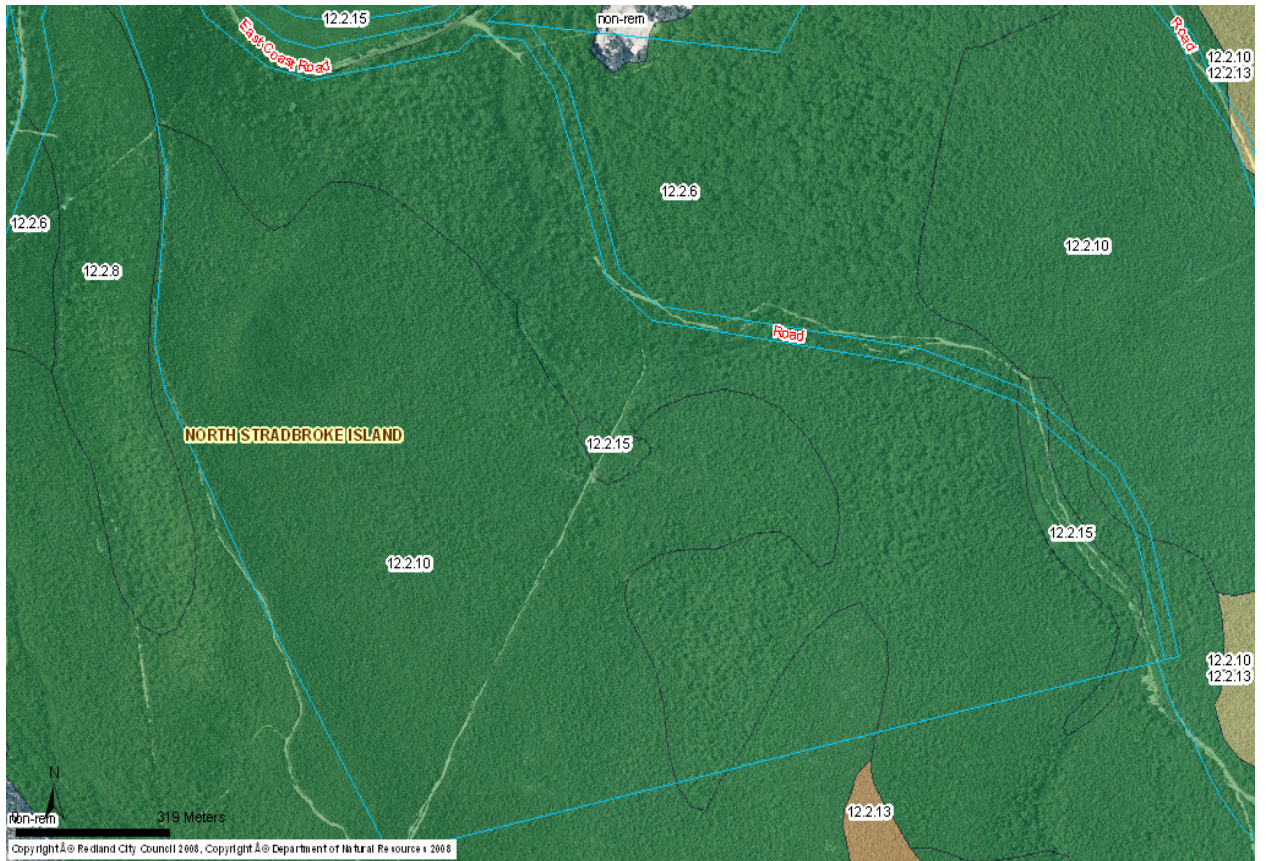 12.2.15
non-rem
East Coast Road
Road
12.2.10
12.2.13
12.2.6
12.2.6
12.2.10
12.2.8
Road
NORTH STRADBROKE ISLAND
12.2.15
12.2.15
12.2.10
12.2.10
12.2.13
N
319 Meters
non-rem
12.2.13
Copyright Â© Redland City Council 2008, Copyright Â© Department of Natural Resources 2008